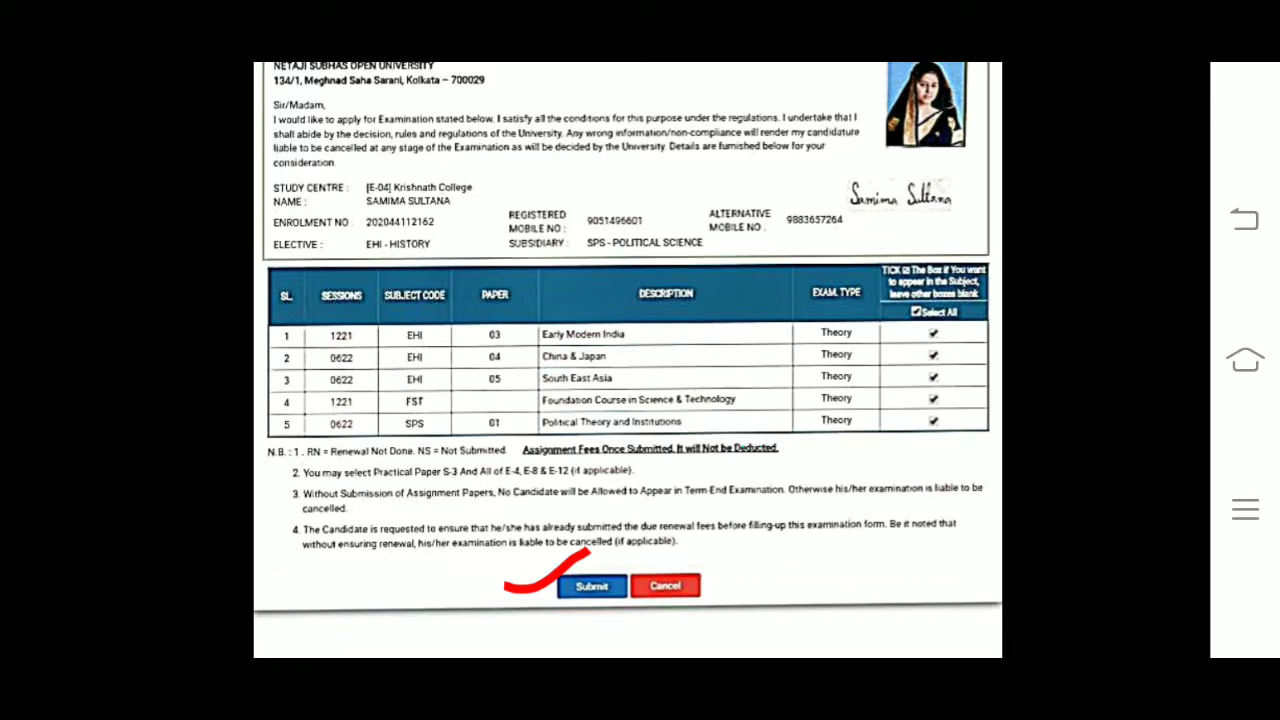 NETAJI SUBHAS OPEN UNIVERSITY
134/1, Meghnad Saha Sarani, Kolkata – 700029
Sir/Madam,
I would like to apply for Examination stated below. I satisfy all the conditions for this purpose under the regulations. I undertake that I
shall abide by the decision, rules and regulations of the University. Any wrong information/non-compliance will render my candidature
liable to be cancelled at any stage of the Examination as will be decided by the University. Details are furnished below for your
consideration.
STUDY CENTRE : [E-04] Krishnath College
NAME : SAMIMA SULTANA
Samima Sultana
ENROLMENT NO : 202044112162 REGISTERED MOBILE NO : 9051496601 ALTERNATIVE MOBILE NO : 9883657264
ELECTIVE : EHI - HISTORY SUBSIDIARY : SPS - POLITICAL SCIENCE
SL SESSIONS SUBJECT CODE PAPER DESCRIPTION EXAM. TYPE TICK ☑ The Box if You want to appear in the Subject, leave other boxes blank
Select All
1 1221 EHI 03 Early Modern India Theory
2 0622 EHI 04 China & Japan Theory
3 0622 EHI 05 South East Asia Theory
4 1221 FST Foundation Course in Science & Technology Theory
5 0622 SPS 01 Political Theory and Institutions Theory
N.B. : 1. RN = Renewal Not Done. NS = Not Submitted Assignment Fees Once Submitted, It will Not be Deducted.
2. You may select Practical Paper S-3 And All of E-4, E-8 & E-12 (if applicable).
3. Without Submission of Assignment Papers, No Candidate will be Allowed to Appear in Term-End Examination. Otherwise his/her examination is liable to be
cancelled.
4. The Candidate is requested to ensure that he/she has already submitted the due renewal fees before filling-up this examination form. Be it noted that
without ensuring renewal, his/her examination is liable to be cancelled (if applicable).
Submit Cancel